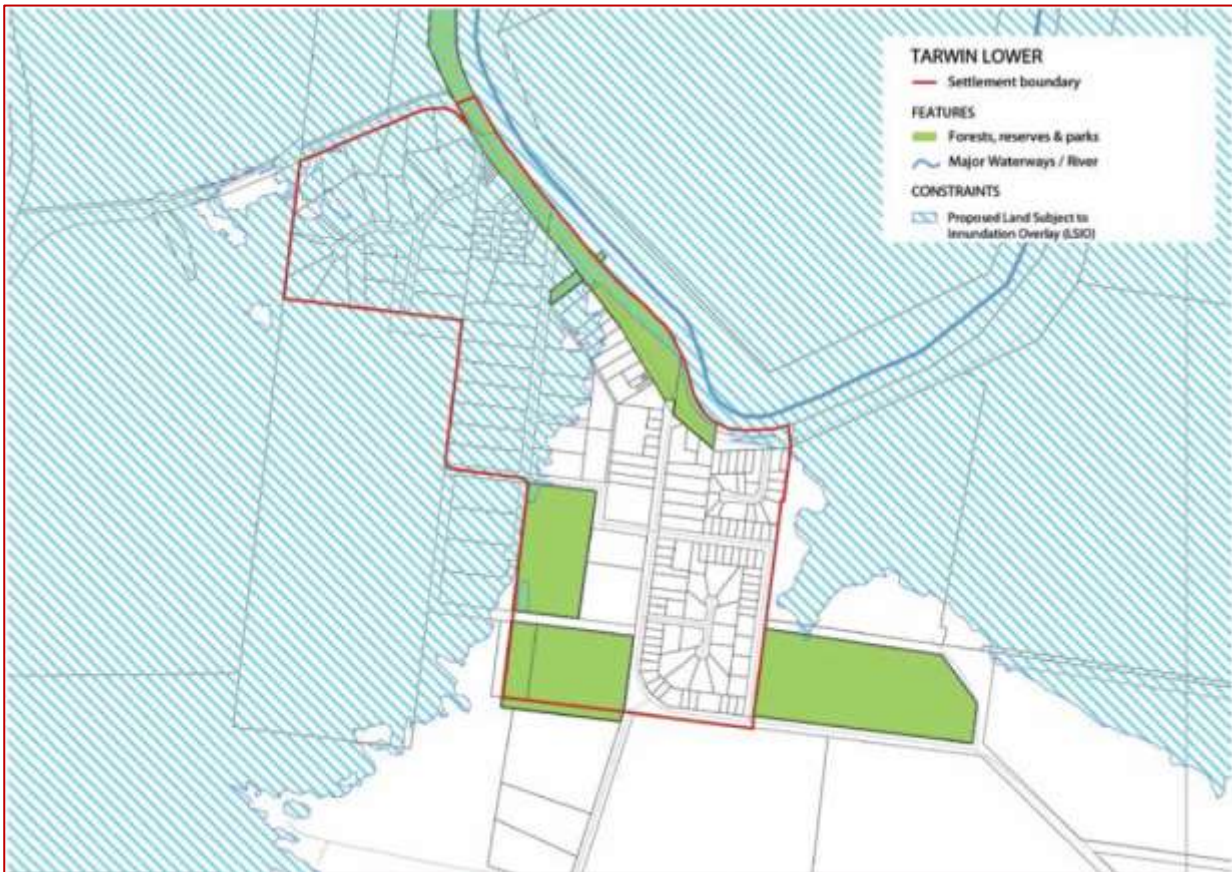 TARWIN LOWER
Settlement boundary
FEATURES
Forests, reserves & parks
Major Waterways / River
CONSTRAINTS
Proposed Land Subject to
Innundation Overlay (LSIO)